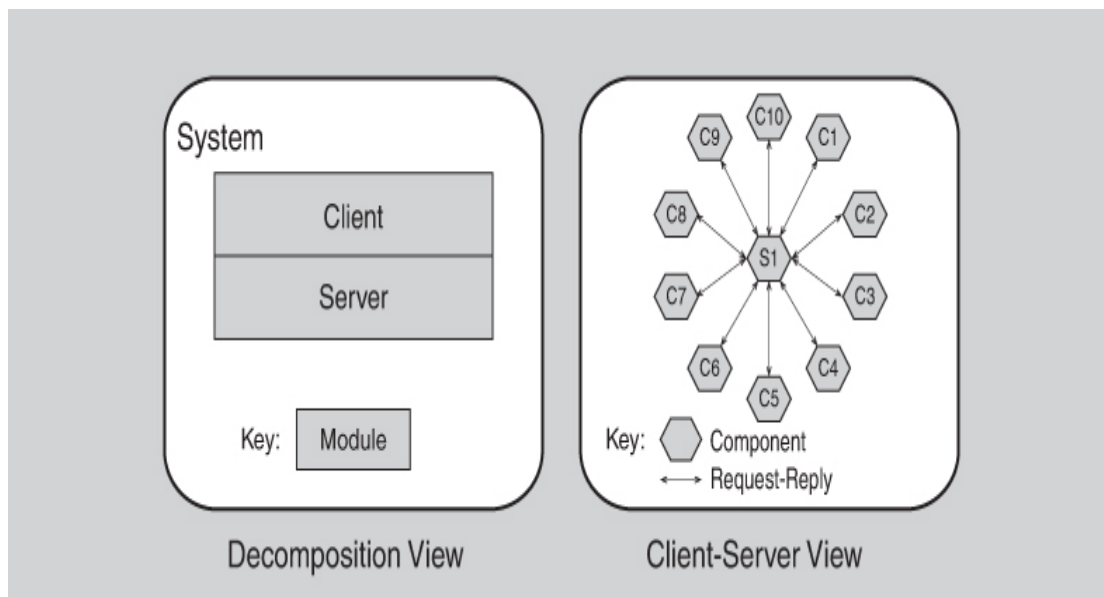 System
Client
Server
Key: Module
Decomposition View
C10
C9
C1
C8
C2
S1
C7
C3
C6
C4
C5
Key: Component
Request-Reply
Client-Server View